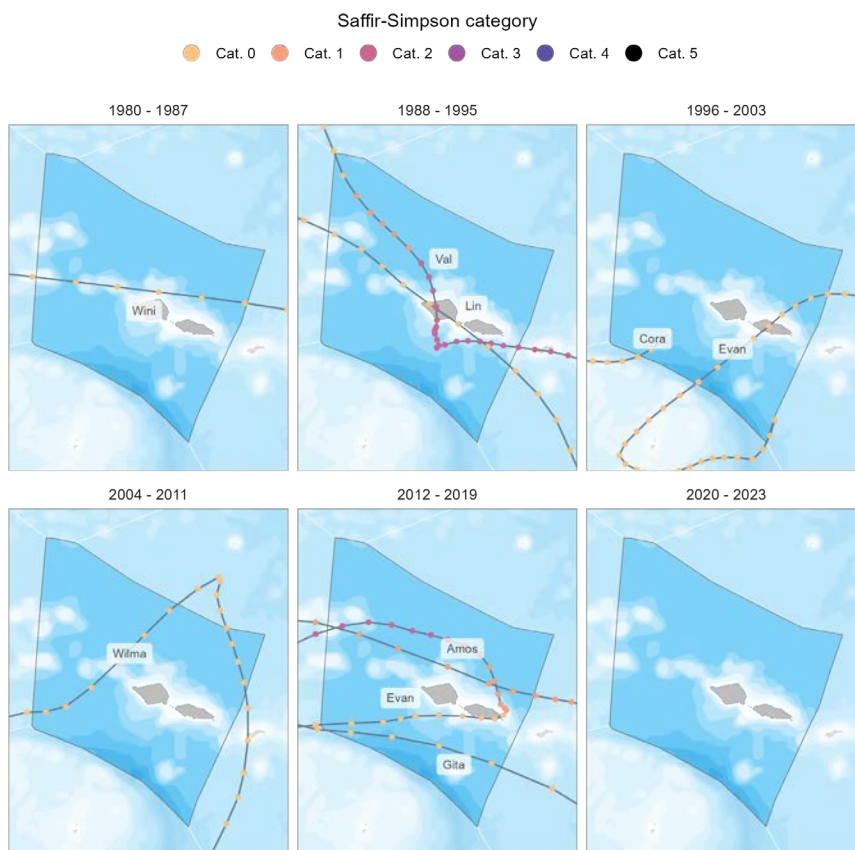 Saffir-Simpson category
Cat. 0 Cat. 1 Cat. 2 Cat. 3 Cat. 4 Cat. 5
1980 - 1987 1988 - 1995 1996 - 2003
Wini
Val
Lin
Cora
Evan
2004 - 2011 2012 - 2019 2020 - 2023
Wilma
Amos
Evan
Gita